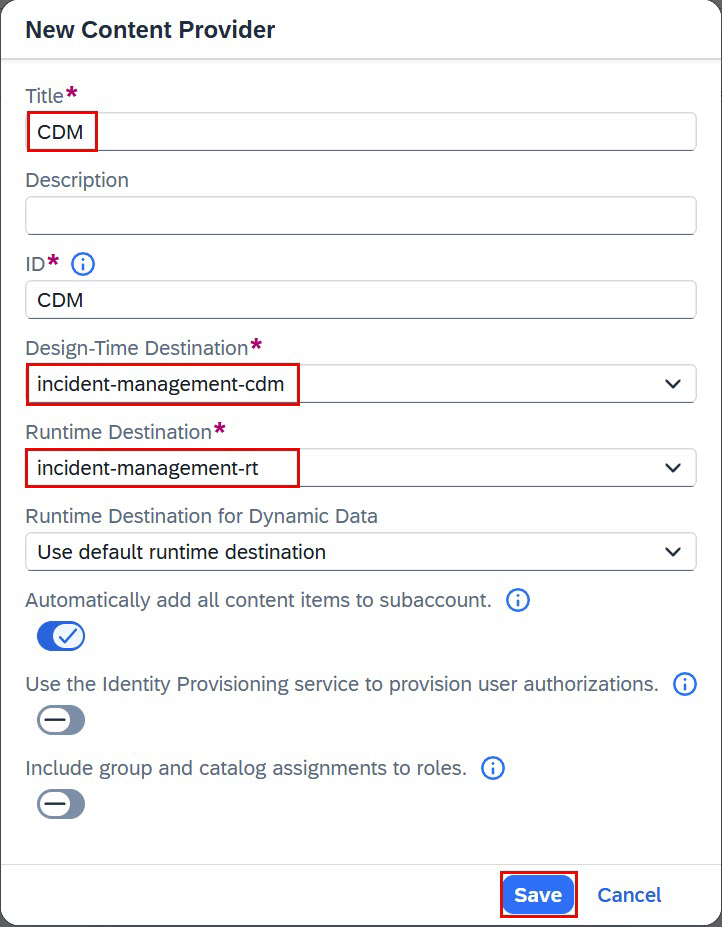 New Content Provider
Title*
CDM
Description
ID*
CDM
Design-Time Destination*
incident-management-cdm
Runtime Destination*
incident-management-rt
Runtime Destination for Dynamic Data
Use default runtime destination
Automatically add all content items to subaccount.
Use the Identity Provisioning service to provision user authorizations.
Include group and catalog assignments to roles.
Save Cancel